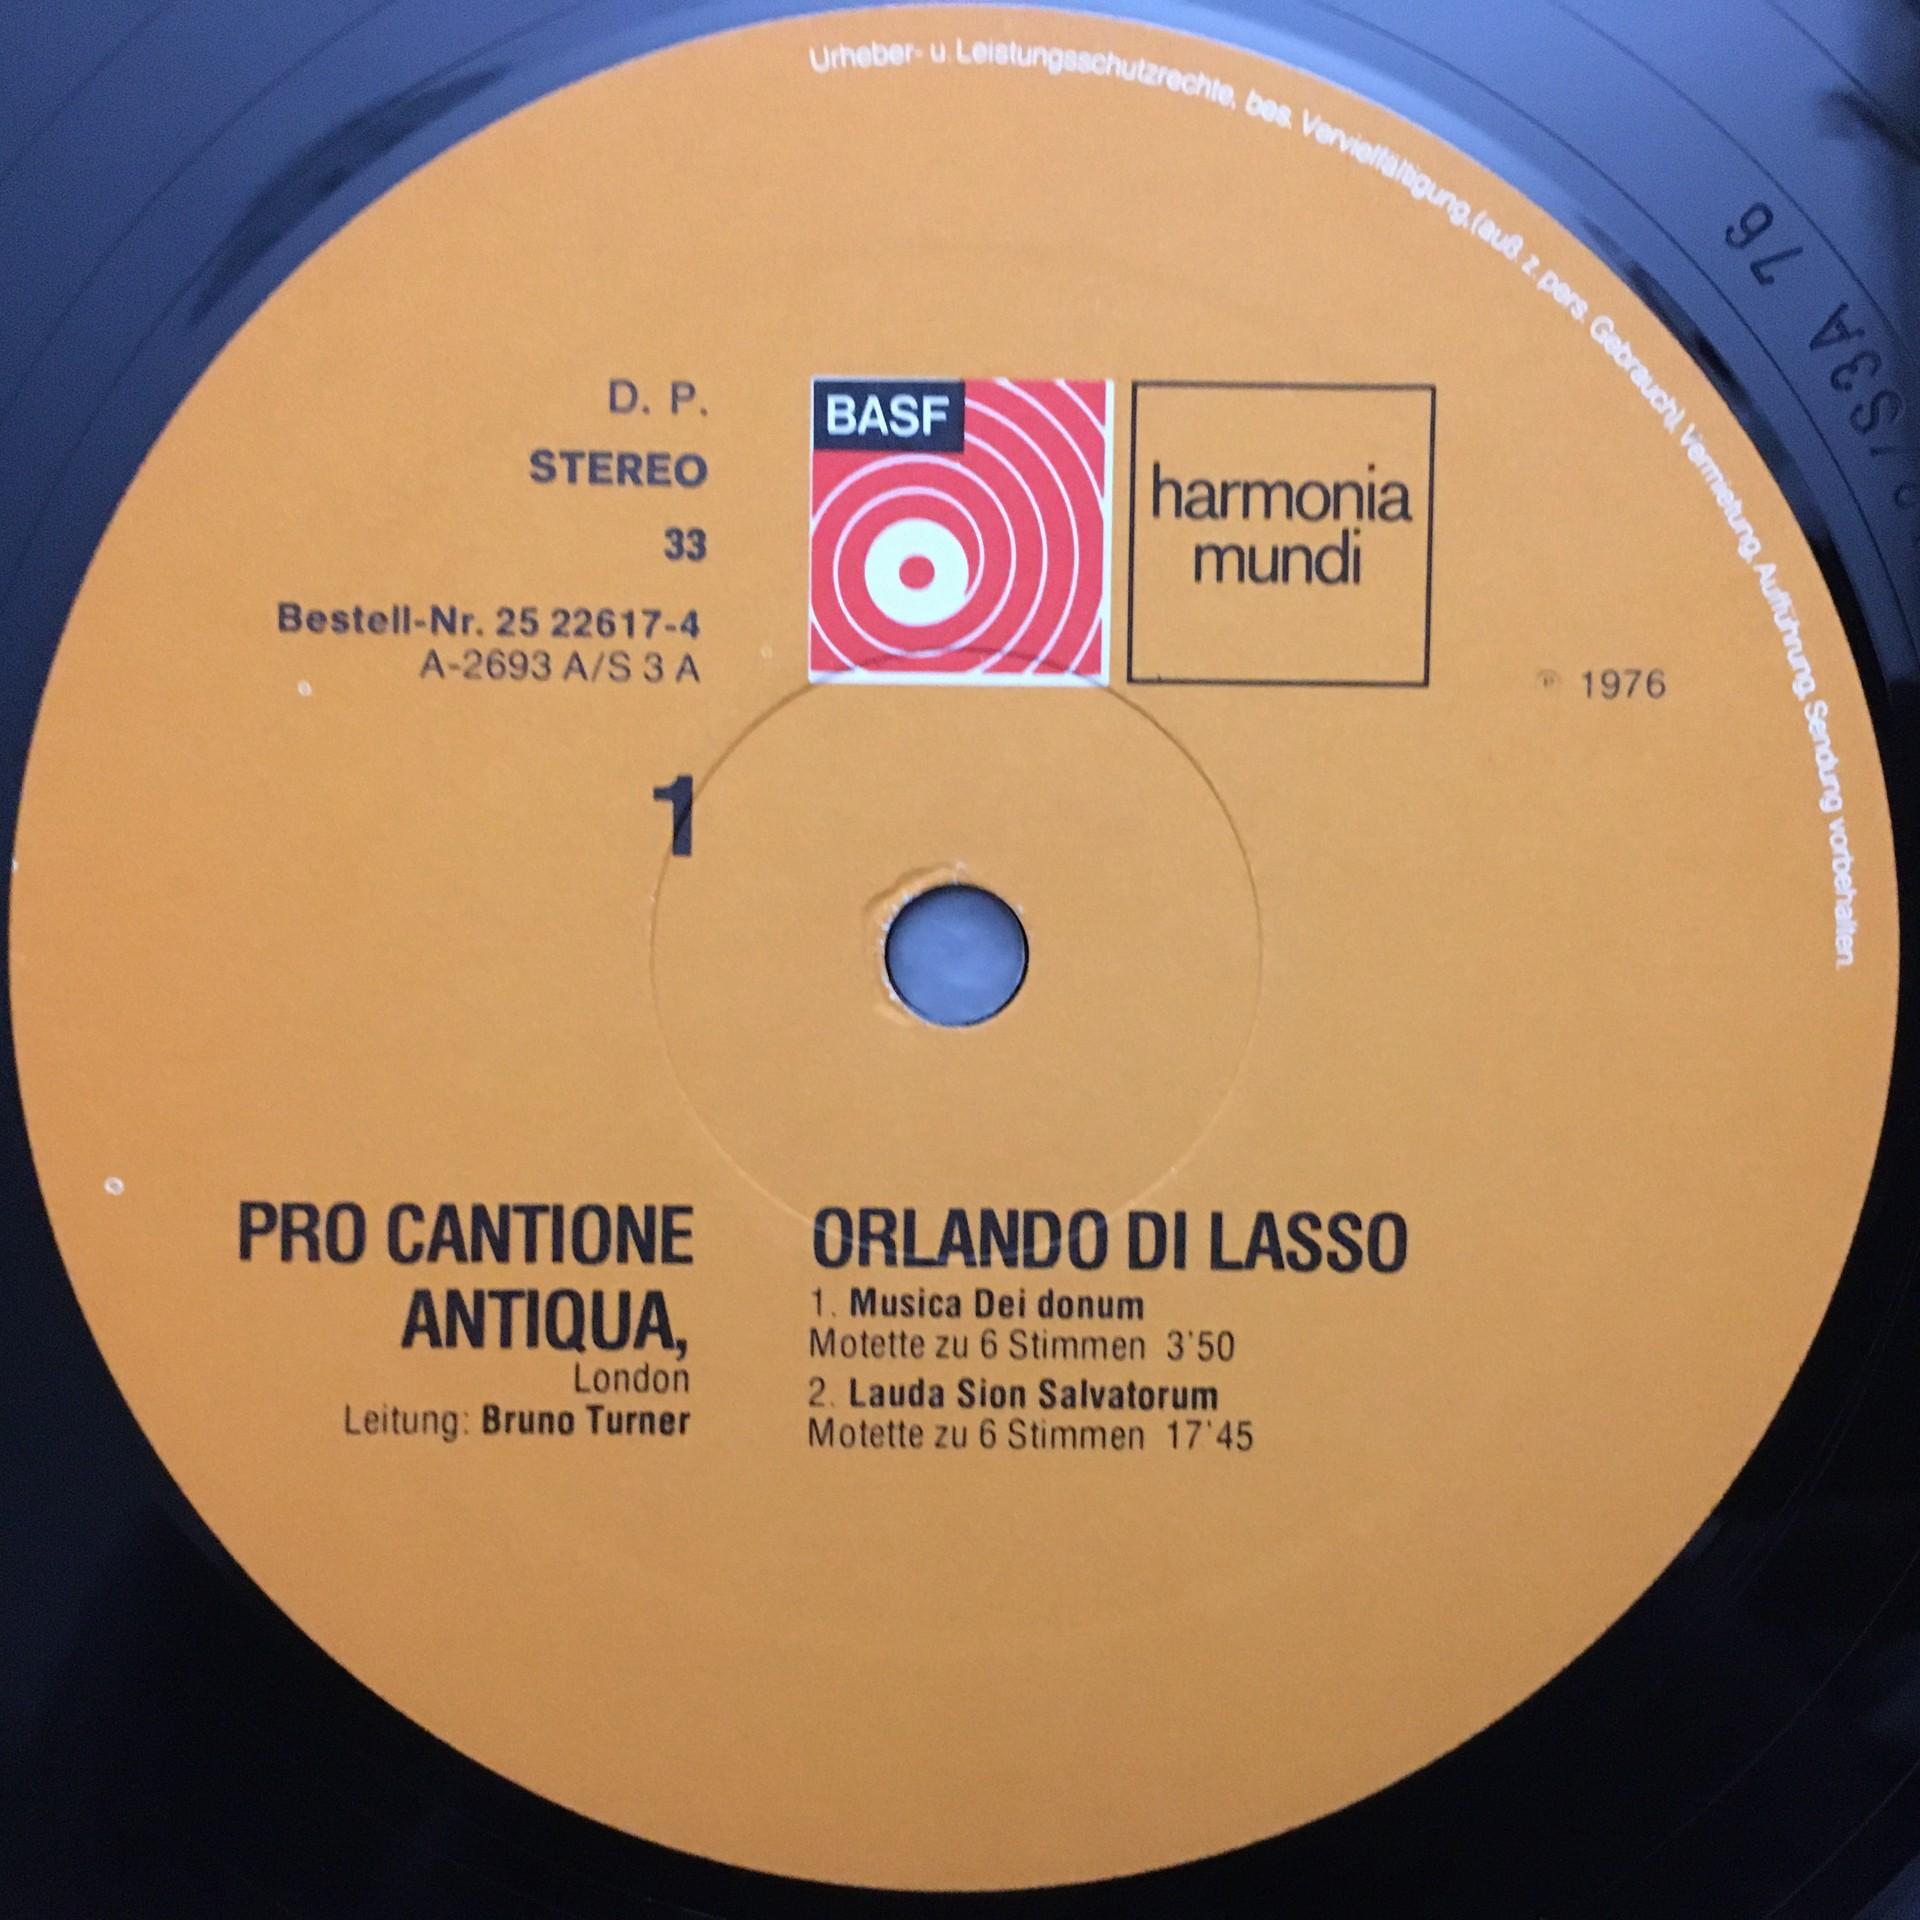 Urheber- u. Leistungsschutzrechte, bes. Vervielfältigung, (auß. z. pers. Gebrauch), Vermietung, Aufführung, Sendung vorbehalten.
D. P.
STEREO
33
Bestell-Nr. 25 22617-4
A-2693 A/S 3 A
BASF
harmonia
mundi
℗ 1976
1
PRO CANTIONE
ANTIQUA,
London
Leitung: Bruno Turner
ORLANDO DI LASSO
1. Musica Dei donum
Motette zu 6 Stimmen 3'50
2. Lauda Sion Salvatorum
Motette zu 6 Stimmen 17'45
/S3A 76